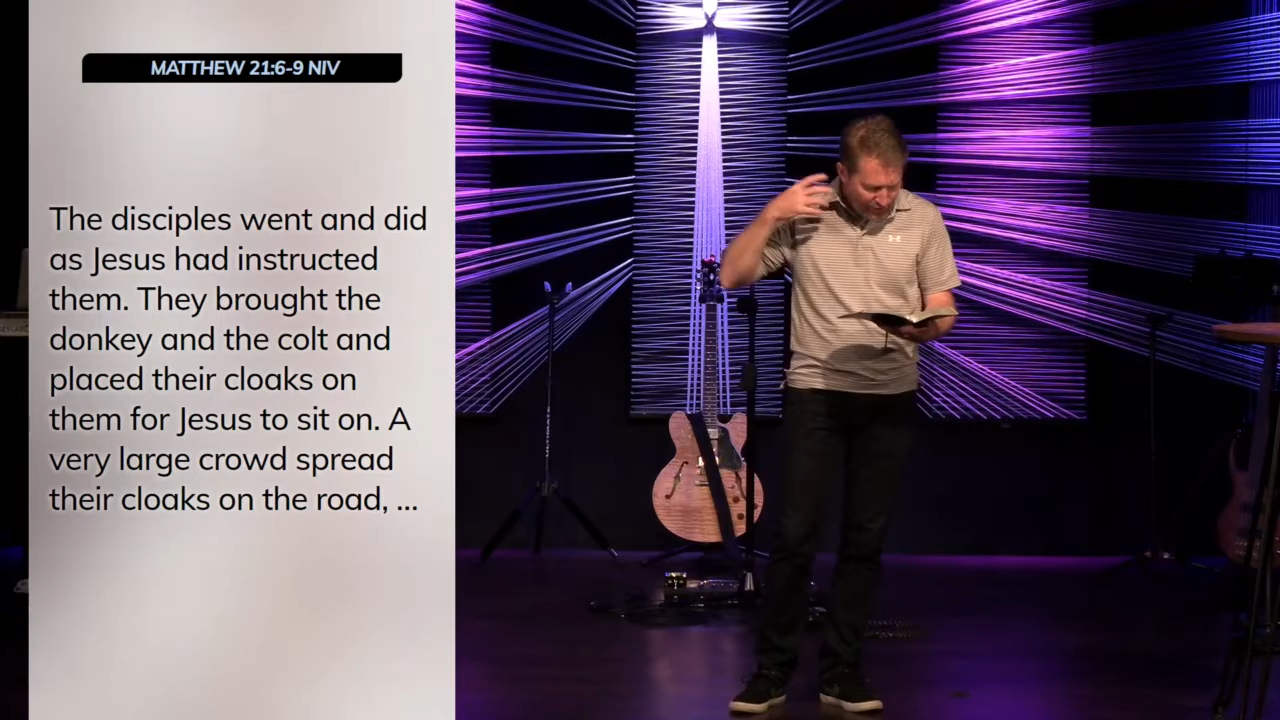 MATTHEW 21:6-9 NIV
The disciples went and did
as Jesus had instructed
them. They brought the
donkey and the colt and
placed their cloaks on
them for Jesus to sit on. A
very large crowd spread
their cloaks on the road, ...
ULTIMATE